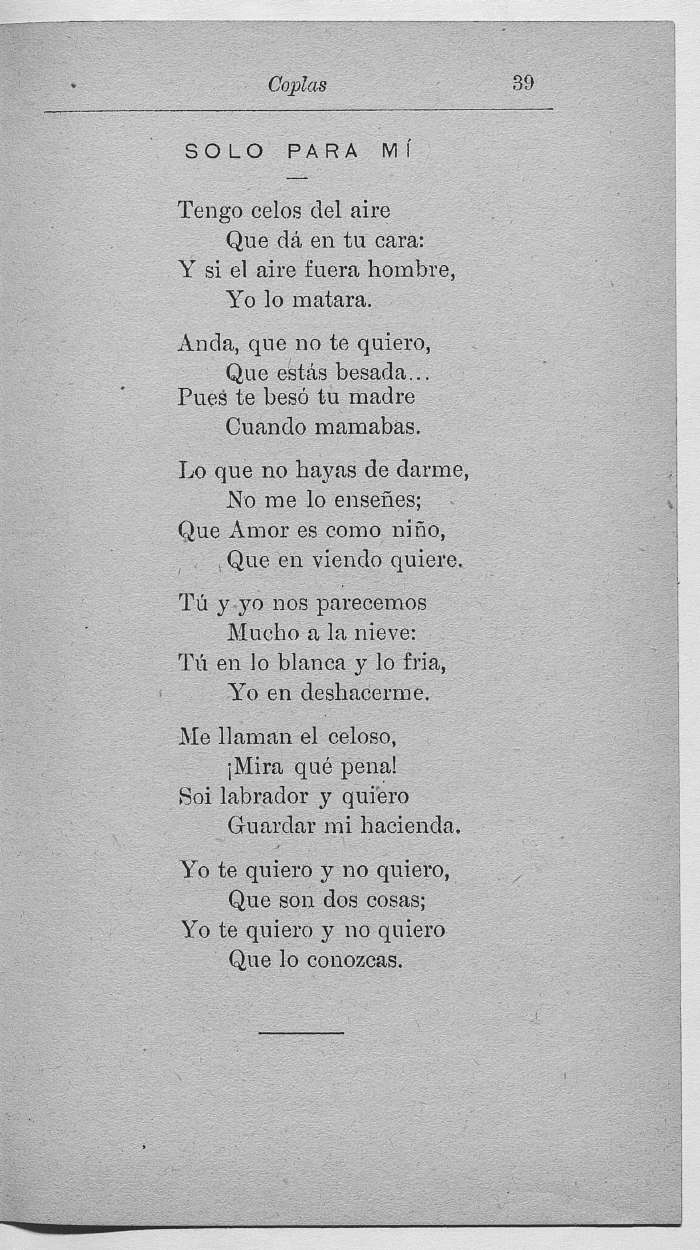 Coplas 39
SOLO PARA MÍ
Tengo celos del aire
Que dá en tu cara:
Y si el aire fuera hombre,
Yo lo matara.
Anda, que no te quiero,
Que estás besada...
Pues te besó tu madre
Cuando mamabas.
Lo que no hayas de darme,
No me lo enseñes;
Que Amor es como niño,
Que en viendo quiere.
Tú y yo nos parecemos
Mucho a la nieve:
Tú en lo blanca y lo fria,
Yo en deshacerme.
Me llaman el celoso,
¡Mira qué pena!
Soi labrador y quiero
Guardar mi hacienda.
Yo te quiero y no quiero,
Que son dos cosas;
Yo te quiero y no quiero
Que lo conozcas.